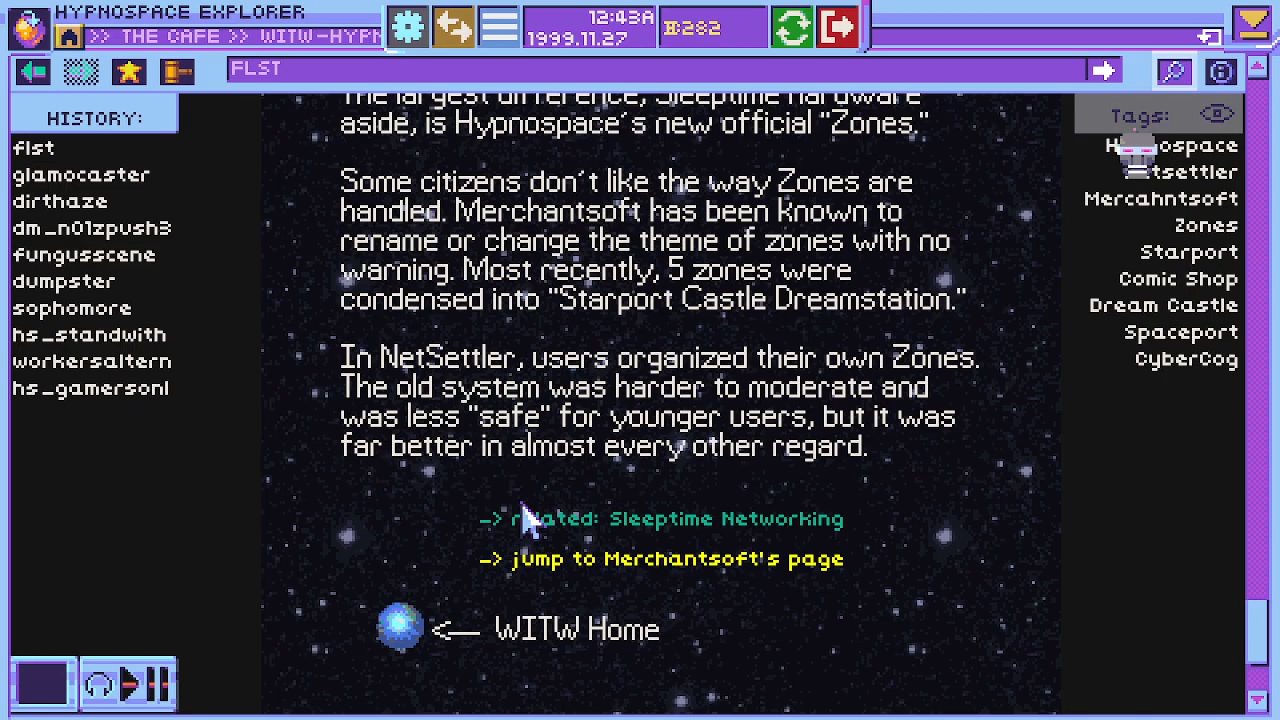 HYPNOSPACE EXPLORER
>> THE CAFE >> WITW-HYPN
12:43A
1999.11.27
282
FLST
HISTORY:
flst
glamocaster
dirthaze
dm_n01zpush3
fungusscene
dumpster
sophomore
hs_standwith
workersaltern
hs_gamersonl
The largest difference, Sleeptime hardware
aside, is Hypnospace's new official "Zones."
Some citizens don't like the way Zones are
handled. Merchantsoft has been known to
rename or change the theme of zones with no
warning. Most recently, 5 zones were
condensed into "Starport Castle Dreamstation."
In NetSettler, users organized their own Zones.
The old system was harder to moderate and
was less "safe" for younger users, but it was
far better in almost every other regard.
-> related: Sleeptime Networking
-> jump to Merchantsoft's page
<— WITW Home
Tags:
Mercahntsoft
Zones
Starport
Comic Shop
Dream Castle
Spaceport
CyberCog